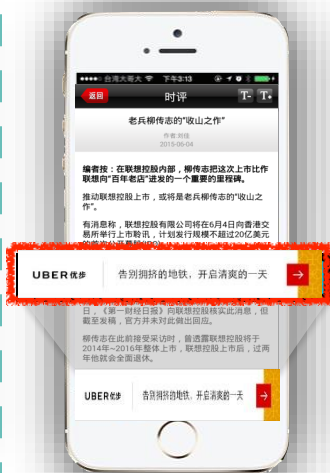 台湾大哥大 下午3:13
返回 时评 T- T+
老兵柳传志的“收山之作”
作者:刘佳
2015-06-04
编者按：在联想控股内部，柳传志把这次上市比作
联想向“百年老店”进发的一个重要的里程碑。
推动联想控股上市，或将是老兵柳传志的“收山之
作”。
有消息称，联想控股有限公司将在6月4日向香港交
易所举行上市聆讯，计划发行规模不超过20亿美元
UBER优步 告别拥挤的地铁，开启清爽的一天
日，《第一财经日报》向联想控股核实此消息，但
截至发稿，官方并未对此做出回应。
柳传志在此前接受采访时，曾透露联想控股将于
2014年~2016年整体上市，联想控股上市后，过两
年他就会全面退休。
UBER优步 告别拥挤的地铁，开启清爽的一天